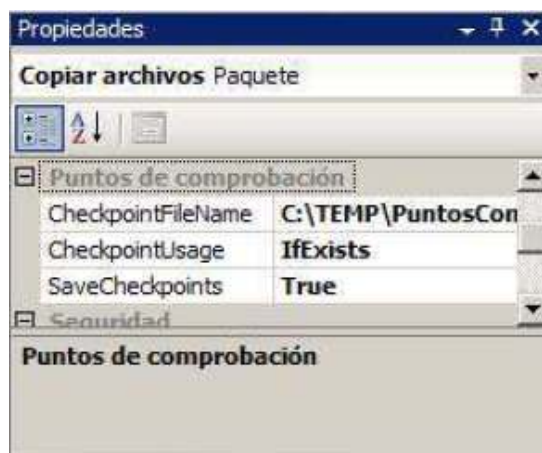 Propiedades
Copiar archivos Paquete
Puntos de comprobación
CheckpointFileName C:\TEMP\PuntosCon
CheckpointUsage IfExists
SaveCheckpoints True
Seguridad
Puntos de comprobación